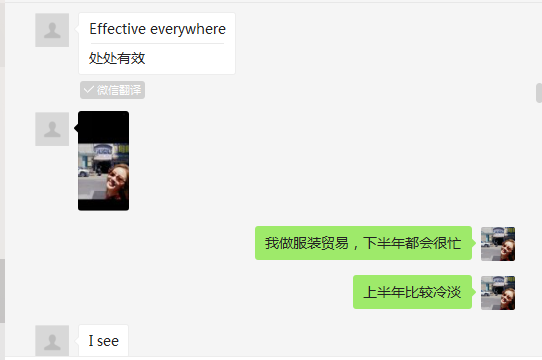 Effective everywhere
处处有效
微信翻译
我做服装贸易，下半年都会很忙
上半年比较冷淡
I see